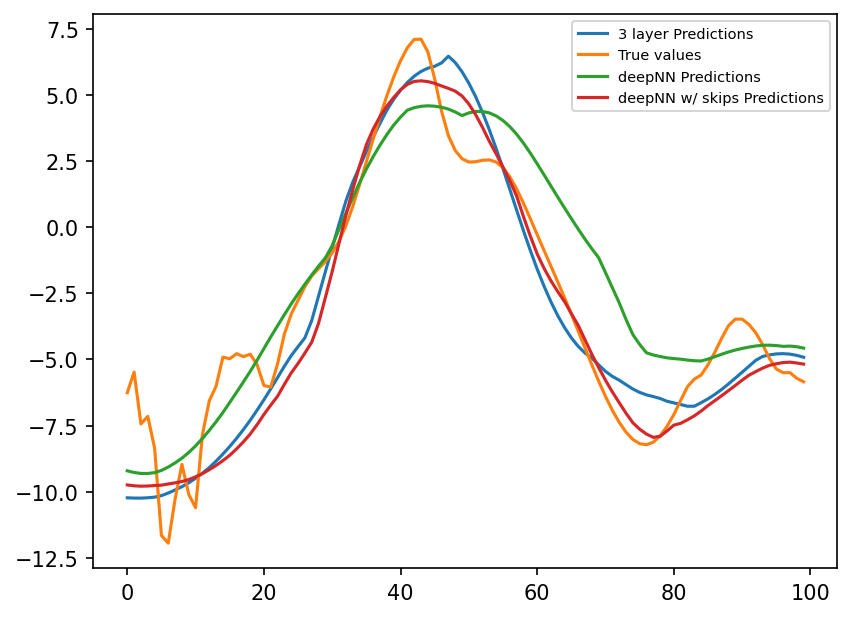 3 layer Predictions
True values
deepNN Predictions
deepNN w/ skips Predictions
7.5
5.0
2.5
0.0
−2.5
−5.0
−7.5
−10.0
−12.5
0 20 40 60 80 100